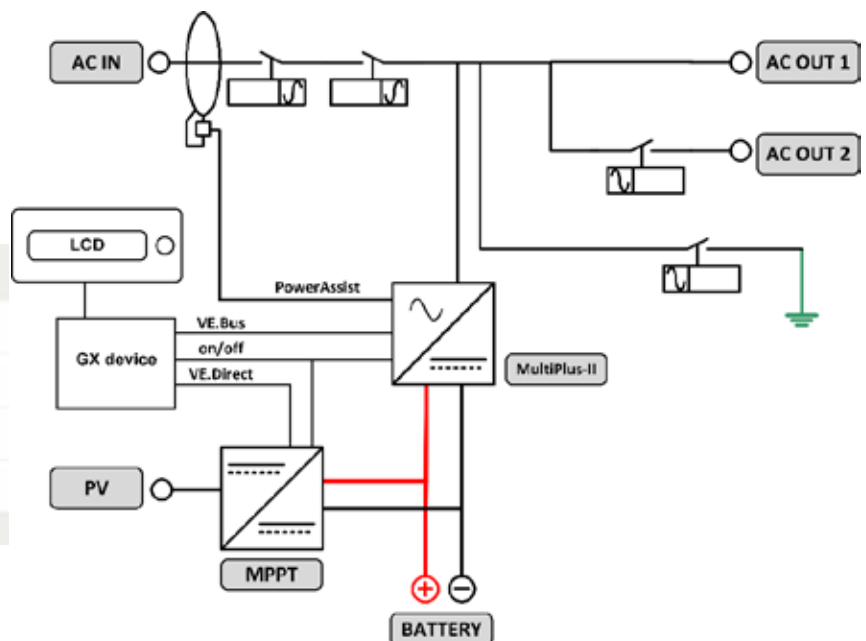 AC IN
AC OUT 1
AC OUT 2
LCD
PowerAssist
VE.Bus
GX device
on/off
VE.Direct
MultiPlus-II
PV
MPPT
+
−
BATTERY